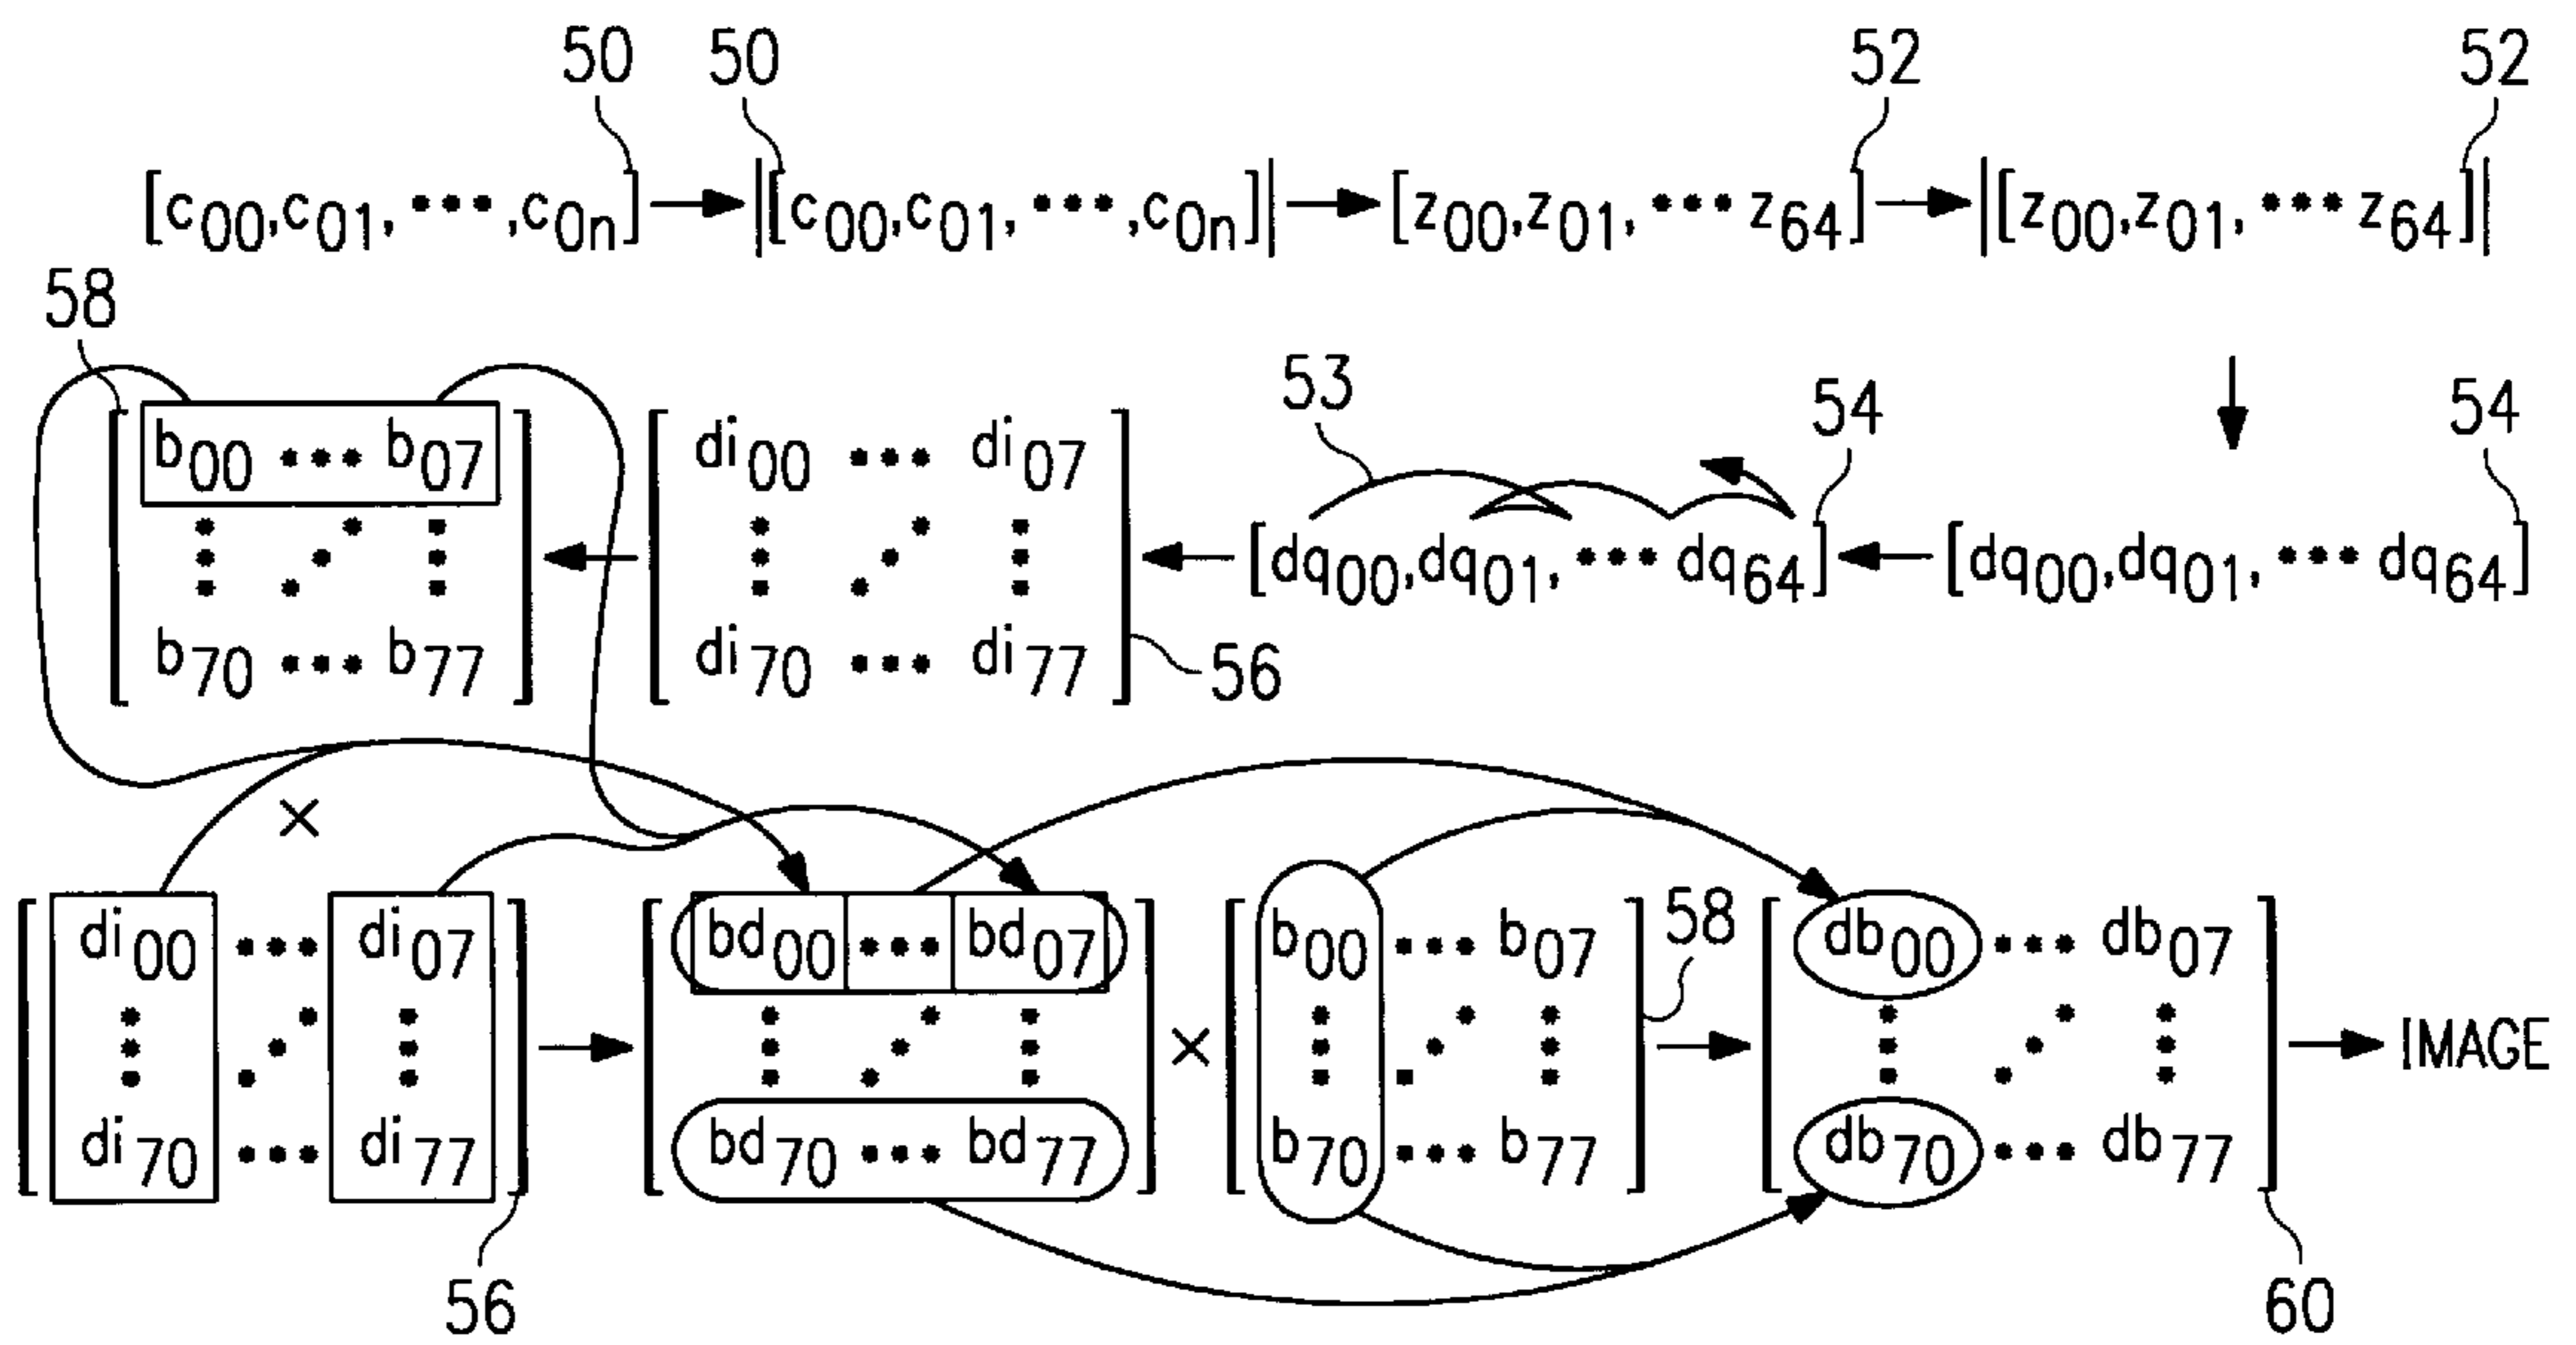 50 50 52 52
[c00,c01, ••• ,c0n] → |[c00,c01, ••• ,c0n]| → [z00,z01, ••• z64] → |[z00,z01, ••• z64]|
58 53 54 54
b00 ••• b07 di00 ••• di07
[dq00,dq01, ••• dq64] [dq00,dq01, ••• dq64]
b70 ••• b77 di70 ••• di77 56
×
di00 ••• di07 bd00 ••• bd07 b00 ••• b07 58 db00 ••• db07
× IMAGE
di70 ••• di77 bd70 ••• bd77 b70 ••• b77 db70 ••• db77
56 60